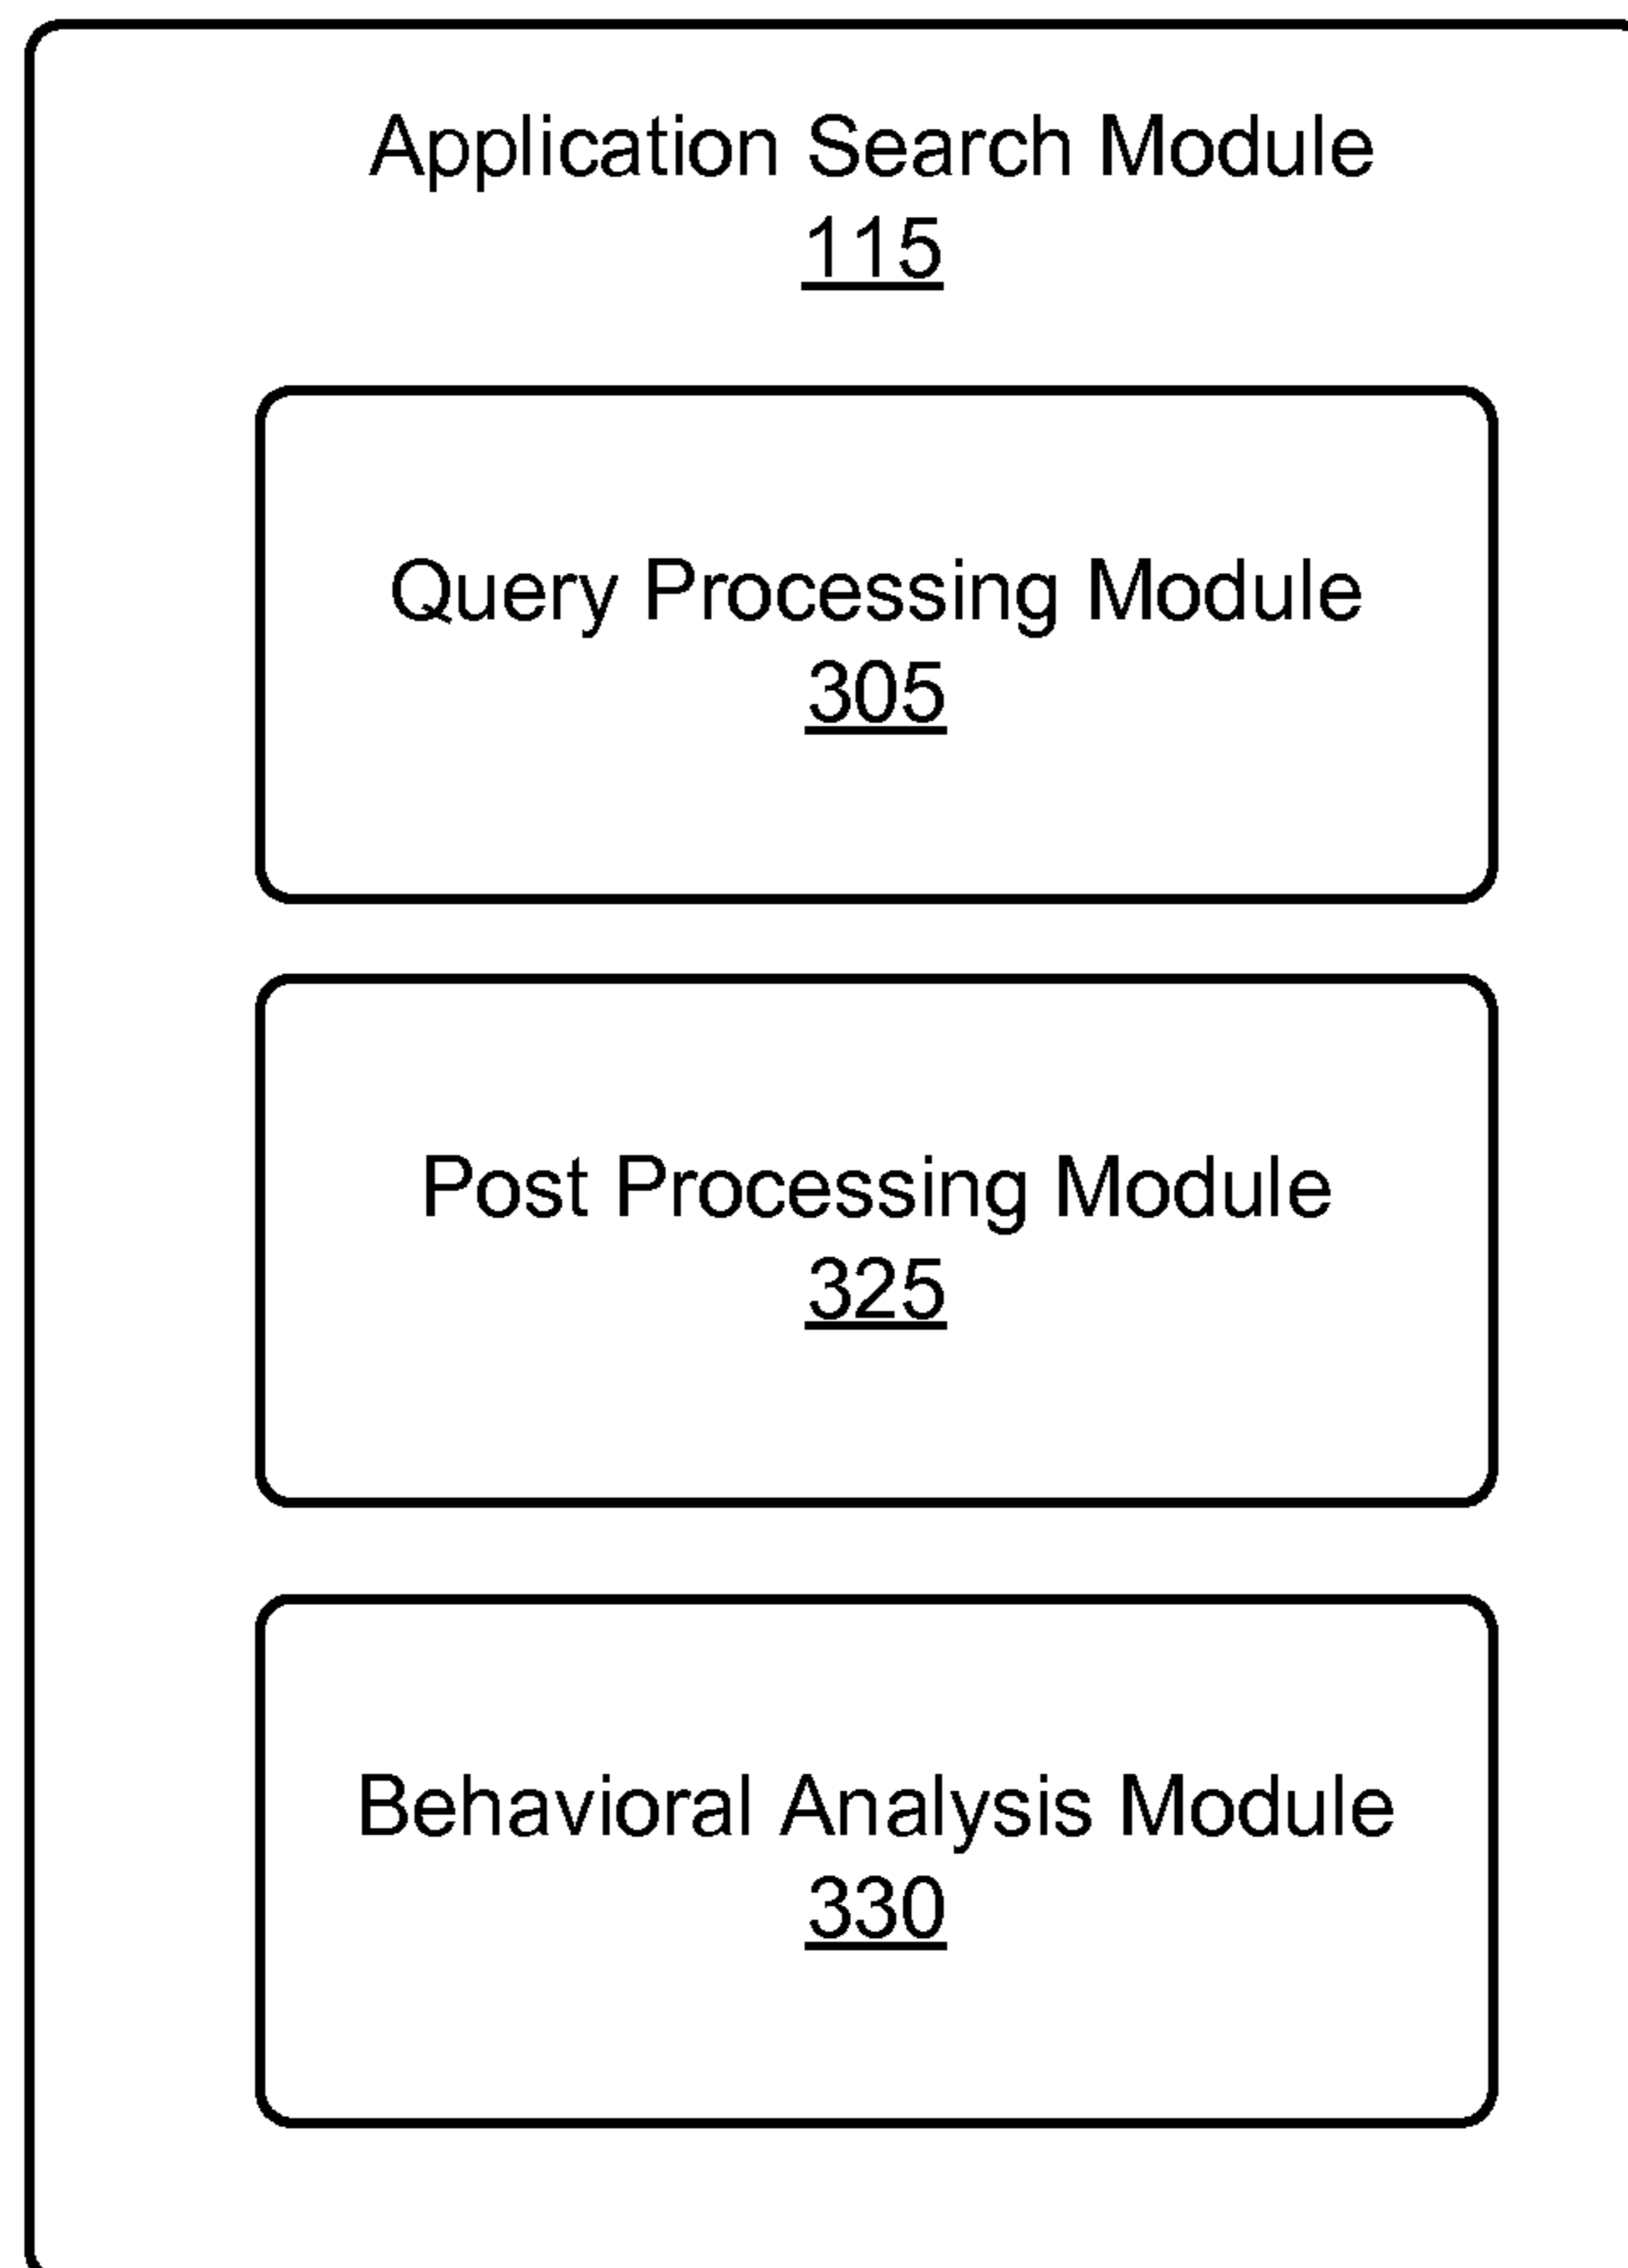 Application Search Module
115
Query Processing Module
305
Post Processing Module
325
Behavioral Analysis Module
330